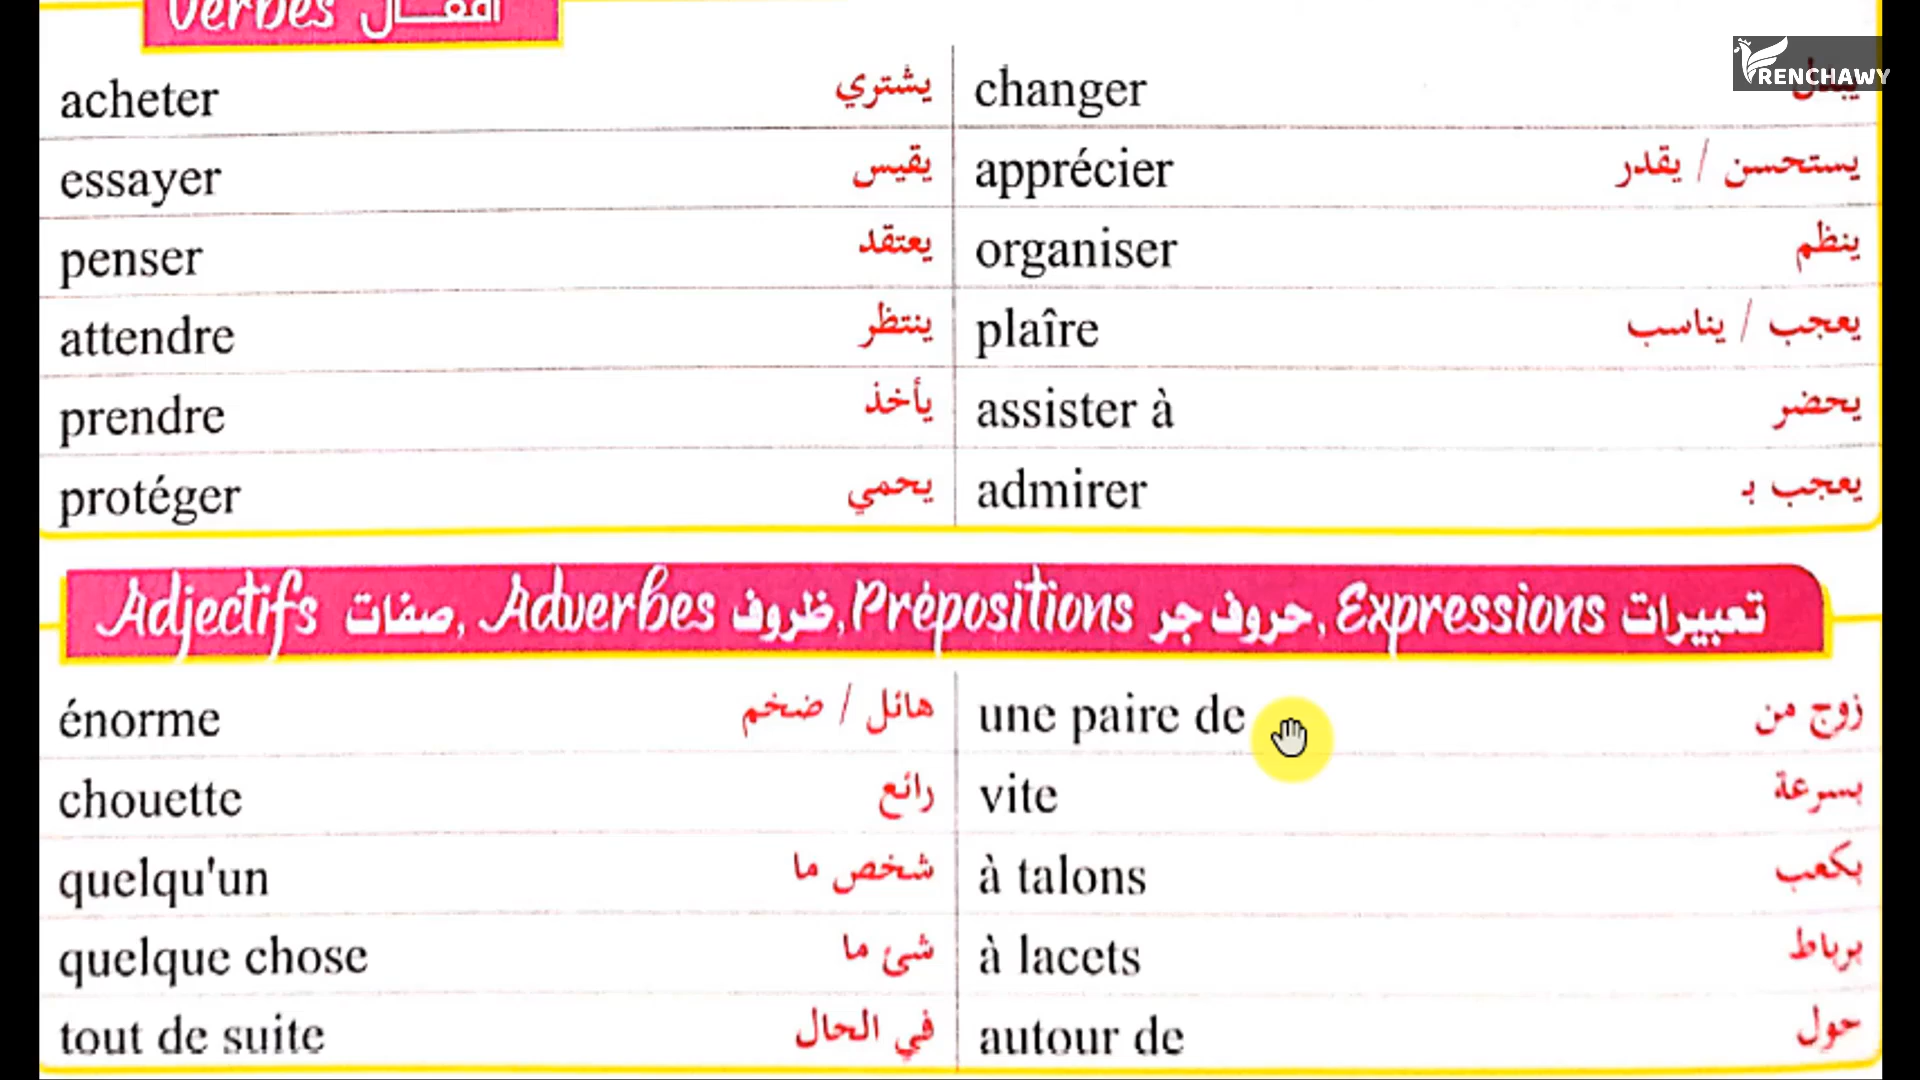 Verbes أفعال
RENCHAWY
acheter يشتري changer
essayer يقيس apprécier يستحسن / يقدر
penser يعتقد organiser ينظم
attendre ينتظر plaîre يعجب / يناسب
prendre يأخذ assister à يحضر
protéger يحمي admirer يعجب بـ
Adjectifs صفات, Adverbes ظروف, Prépositions حروف جر, Expressions تعبيرات
énorme هائل / ضخم une paire de زوج من
chouette رائع vite بسرعة
quelqu'un شخص ما à talons بكعب
quelque chose شئ ما à lacets برباط
tout de suite في الحال autour de حول